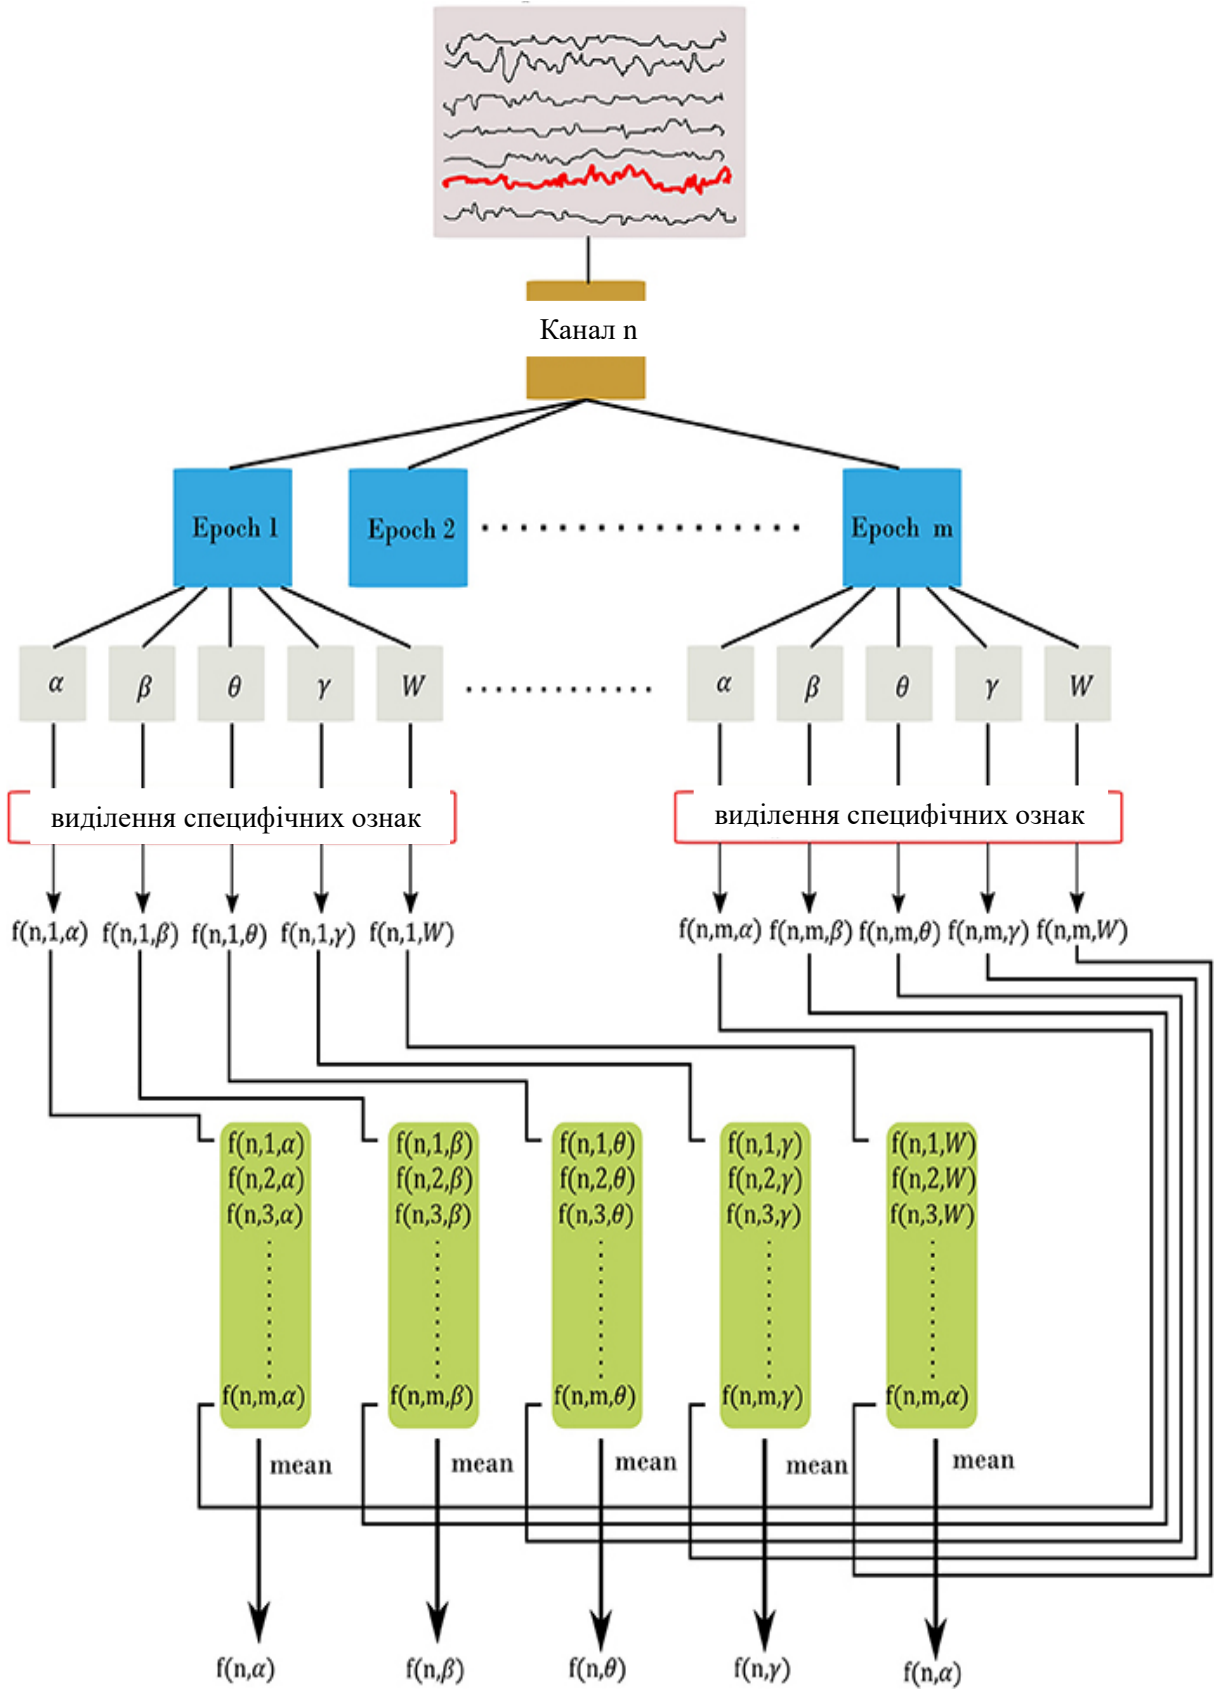 Канал n
Epoch 1
Epoch 2
Epoch m
α
β
θ
γ
W
α
β
θ
γ
W
виділення специфічних ознак
виділення специфічних ознак
f(n,1,α)
f(n,1,β)
f(n,1,θ)
f(n,1,γ)
f(n,1,W)
f(n,m,α)
f(n,m,β)
f(n,m,θ)
f(n,m,γ)
f(n,m,W)
f(n,1,α)
f(n,2,α)
f(n,3,α)
f(n,m,α)
f(n,1,β)
f(n,2,β)
f(n,3,β)
f(n,m,β)
f(n,1,θ)
f(n,2,θ)
f(n,3,θ)
f(n,m,θ)
f(n,1,γ)
f(n,2,γ)
f(n,3,γ)
f(n,m,γ)
f(n,1,W)
f(n,2,W)
f(n,3,W)
f(n,m,α)
mean
mean
mean
mean
mean
f(n,α)
f(n,β)
f(n,θ)
f(n,γ)
f(n,α)